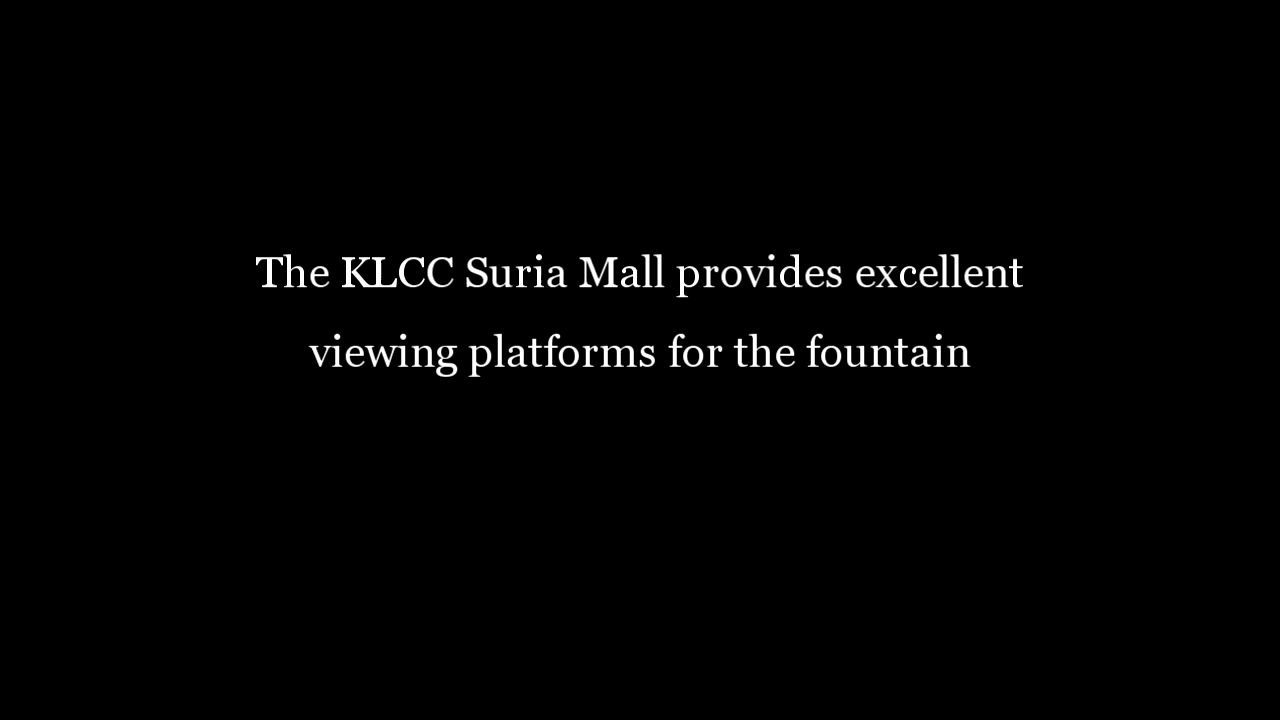 The KLCC Suria Mall provides excellent
viewing platforms for the fountain